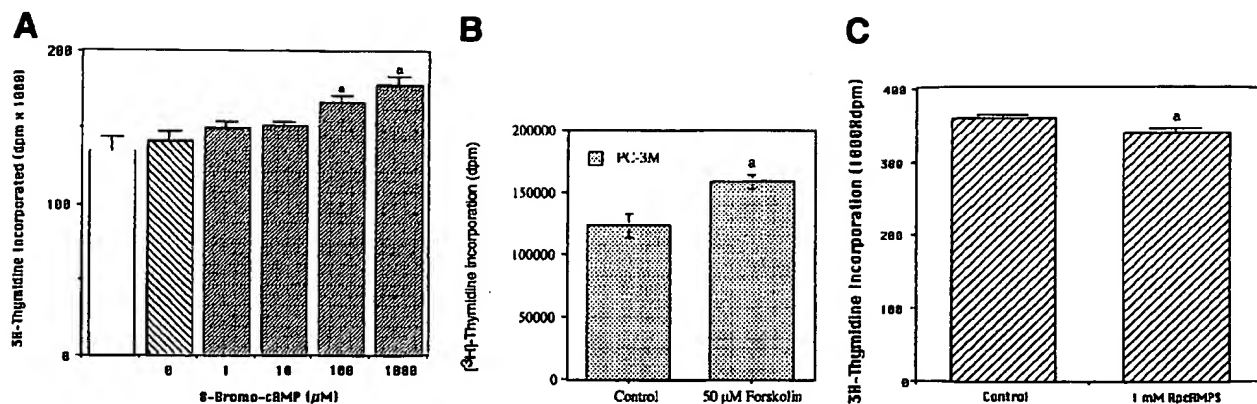 A
3H-Thymidine Incorporated (dpm x 1000)
200
100
0
a
a
0
1
10
100
1000
8-Bromo-cAMP (µM)
B
[³H]-Thymidine Incorporation (dpm)
200000
150000
100000
50000
0
PC-3M
a
Control
50 µM Forskolin
C
3H-Thymidine Incorporation (1000Xdpm)
400
300
200
100
0
a
Control
1 mM RpcAMPS